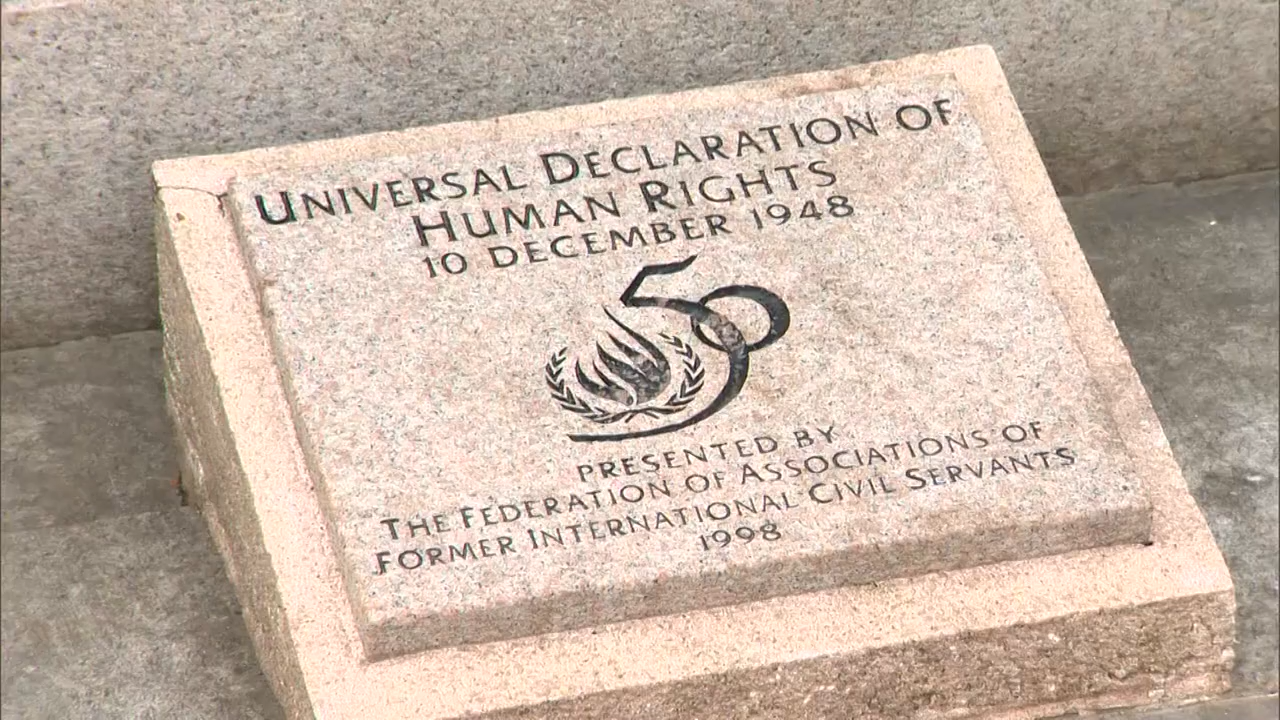 UNIVERSAL DECLARATION OF
HUMAN RIGHTS
10 DECEMBER 1948
50
PRESENTED BY
THE FEDERATION OF ASSOCIATIONS OF
FORMER INTERNATIONAL CIVIL SERVANTS
1998